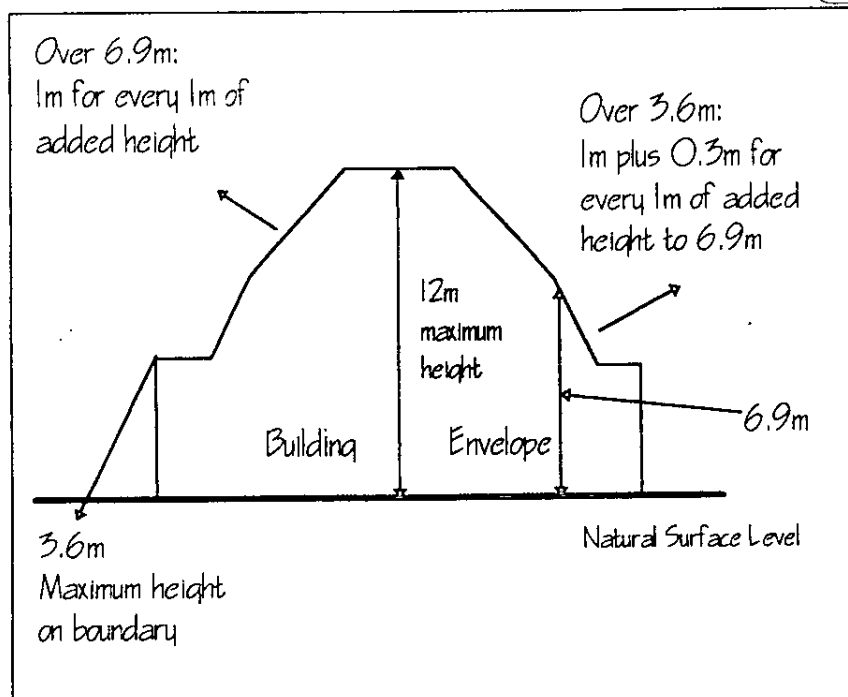 Over 6.9m:
1m for every 1m of
added height
Over 3.6m:
1m plus 0.3m for
every 1m of added
height to 6.9m
12m
maximum
height
6.9m
Building
Envelope
Natural Surface Level
3.6m
Maximum height
on boundary